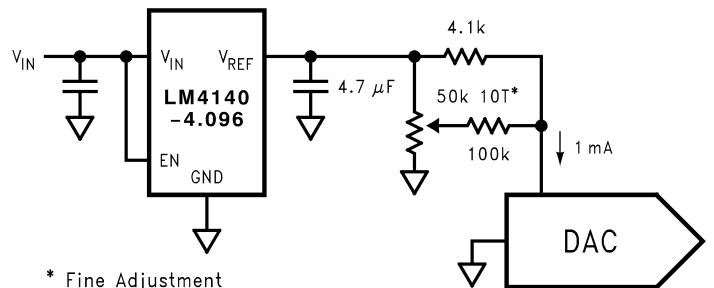 4.1k
V_IN
V_IN
V_REF
LM4140
-4.096
4.7 μF
50k 10T*
100k
1 mA
EN
GND
DAC
* Fine Adjustment